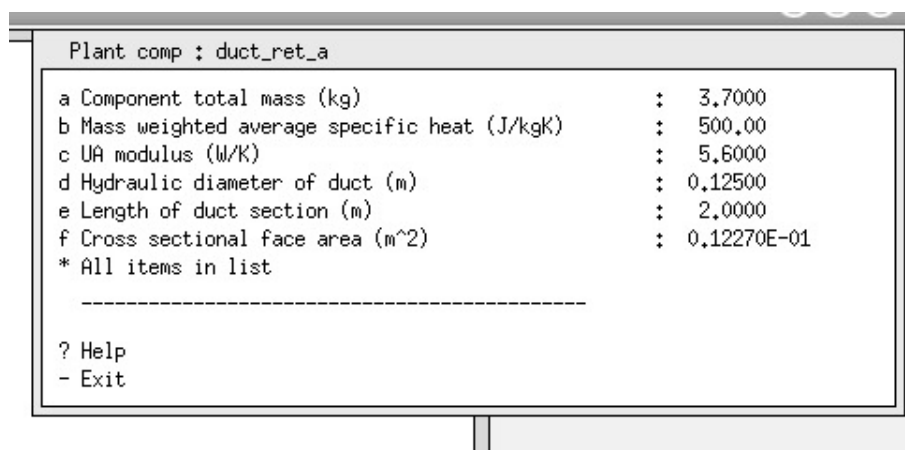 Plant comp : duct_ret_a
a Component total mass (kg) : 3.7000
b Mass weighted average specific heat (J/kgK) : 500.00
c UA modulus (W/K) : 5.6000
d Hydraulic diameter of duct (m) : 0.12500
e Length of duct section (m) : 2.0000
f Cross sectional face area (m^2) : 0.12270E-01
* All items in list
---------------------------------------------
? Help
- Exit